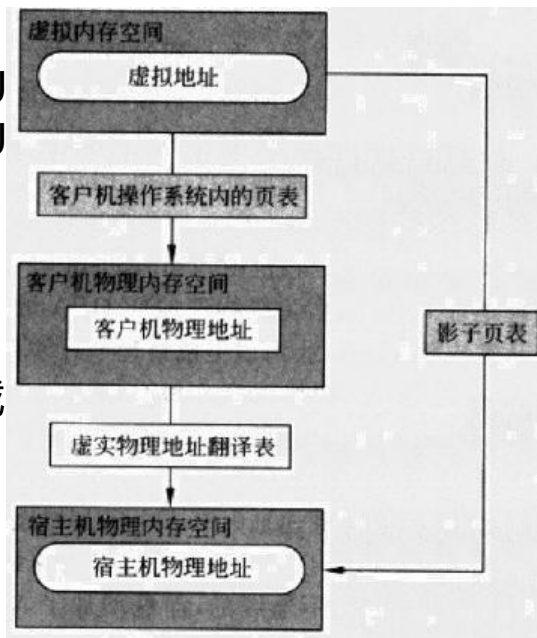 虚拟内存空间
虚拟地址
客户机操作系统内的页表
客户机物理内存空间
客户机物理地址
影子页表
虚实物理地址翻译表
宿主机物理内存空间
宿主机物理地址